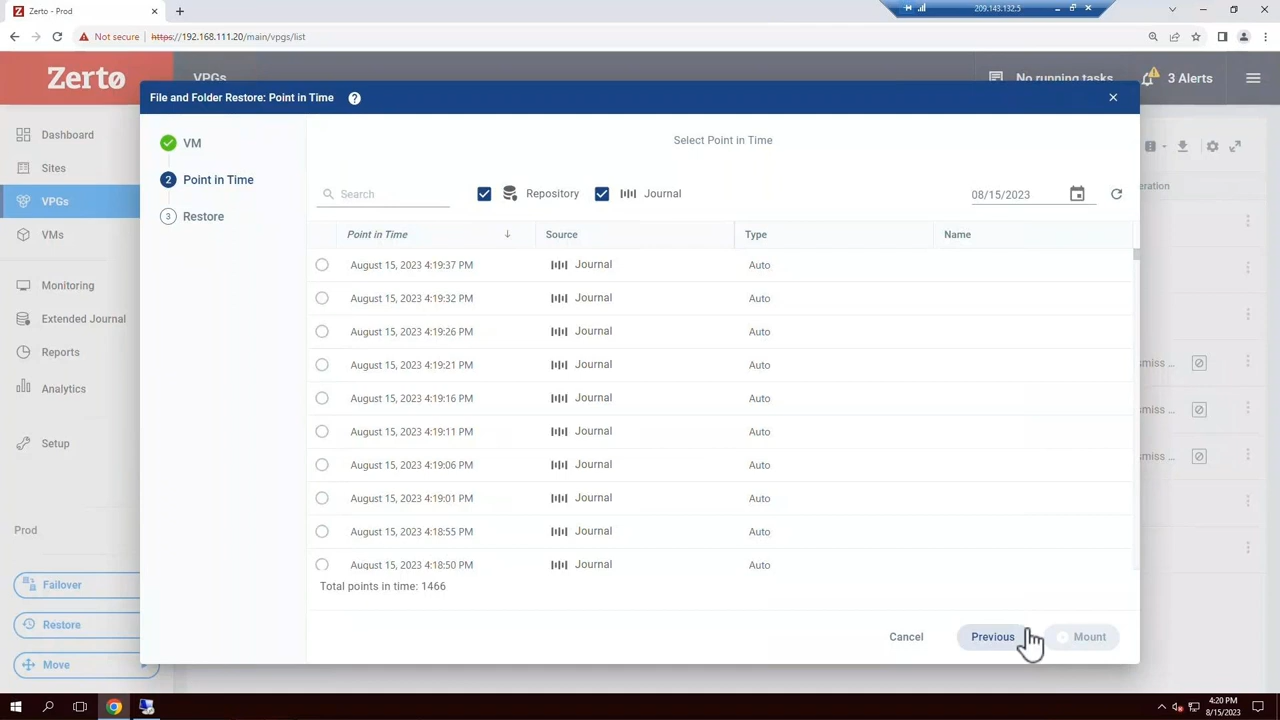 Zerto - Prod
209.143.132.5
Not secure
https://192.168.111.20/main/vpgs/list
Zertø
VPGs
No running tasks
3 Alerts
File and Folder Restore: Point in Time
Dashboard
Sites
VPGs
VMs
Monitoring
Extended Journal
Reports
Analytics
Setup
Prod
Failover
Restore
Move
VM
2 Point in Time
3 Restore
Select Point in Time
Search
Repository
Journal
08/15/2023
Point in Time Source Type Name
August 15, 2023 4:19:37 PM Journal Auto
August 15, 2023 4:19:32 PM Journal Auto
August 15, 2023 4:19:26 PM Journal Auto
August 15, 2023 4:19:21 PM Journal Auto
August 15, 2023 4:19:16 PM Journal Auto
August 15, 2023 4:19:11 PM Journal Auto
August 15, 2023 4:19:06 PM Journal Auto
August 15, 2023 4:19:01 PM Journal Auto
August 15, 2023 4:18:55 PM Journal Auto
August 15, 2023 4:18:50 PM Journal Auto
Total points in time: 1466
Cancel
Previous
Mount
eration
smiss ...
smiss ...
smiss ...
4:20 PM
8/15/2023